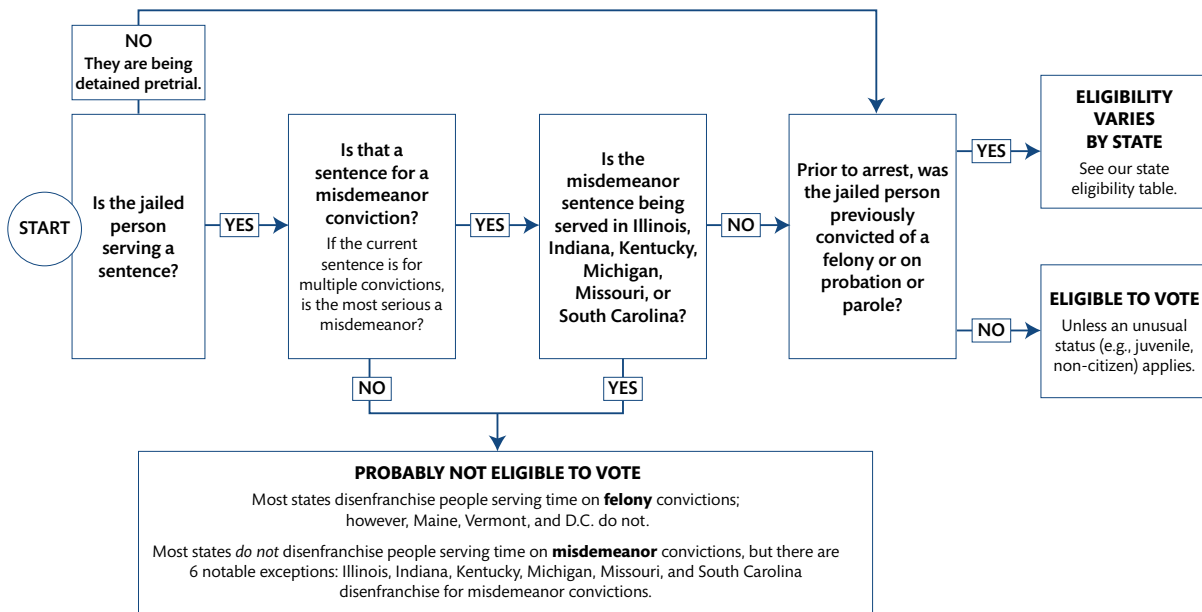 NO
They are being
detained pretrial.
START
Is the jailed
person
serving a
sentence?
YES
Is that a
sentence for a
misdemeanor
conviction?
If the current
sentence is for
multiple convictions,
is the most serious a
misdemeanor?
YES
Is the
misdemeanor
sentence being
served in Illinois,
Indiana, Kentucky,
Michigan,
Missouri, or
South Carolina?
NO
Prior to arrest, was
the jailed person
previously
convicted of a
felony or on
probation or
parole?
YES
ELIGIBILITY
VARIES
BY STATE
See our state
eligibility table.
NO
ELIGIBLE TO VOTE
Unless an unusual
status (e.g., juvenile,
non-citizen) applies.
NO
YES
PROBABLY NOT ELIGIBLE TO VOTE
Most states disenfranchise people serving time on felony convictions;
however, Maine, Vermont, and D.C. do not.
Most states do not disenfranchise people serving time on misdemeanor convictions, but there are
6 notable exceptions: Illinois, Indiana, Kentucky, Michigan, Missouri, and South Carolina
disenfranchise for misdemeanor convictions.